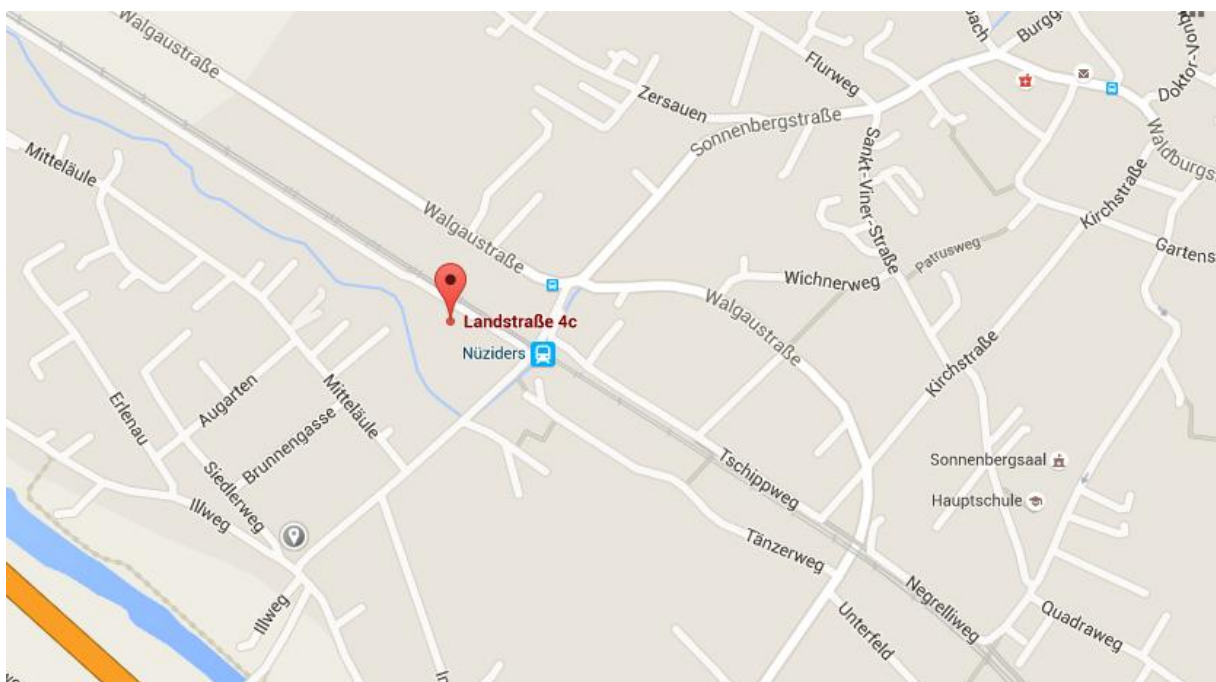 Walgaustraße
Flurweg
Burgg
Doktor-Vonb
Zersauen
Sonnenbergstraße
Waldburgs
Mitteläule
Sankt-Viner-Straße
Kirchstraße
Walgaustraße
Patrusweg
Gartens
Wichnerweg
Walgaustraße
Landstraße 4c
Nüziders
Kirchstraße
Mitteläule
Augarten
Erlenau
Brunnengasse
Siedlerweg
Tschippweg
Sonnenbergsaal
Hauptschule
Illweg
Tänzerweg
Negrelliweg
Illweg
Unterfeld
Quadraweg